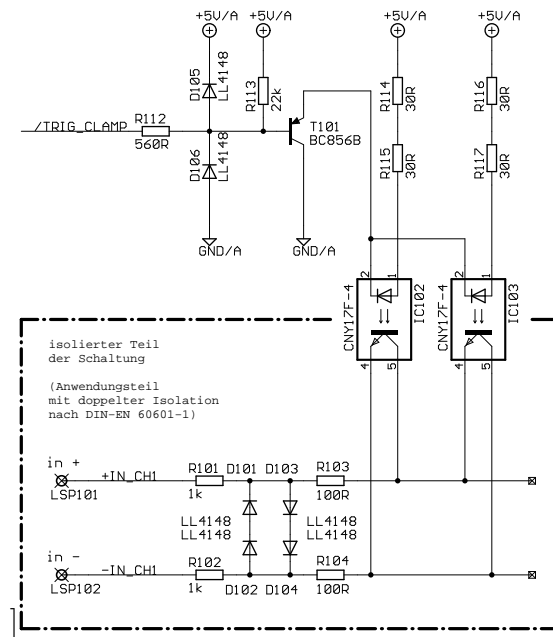 +5V/A +5V/A +5V/A +5V/A
D105 LL4148 R113 22k R114 30R R116 30R
/TRIG_CLAMP R112 560R
T101
BC856B
D106 LL4148 R115 30R R117 30R
GND/A GND/A
2 1 2 1
CNY17F-4 IC102 CNY17F-4 IC103
4 5 4 5
isolierter Teil
der Schaltung
(Anwendungsteil
mit doppelter Isolation
nach DIN-EN 60601-1)
in +
+IN_CH1 R101 D101 D103 R103
LSP101 1k 100R
LL4148 LL4148
LL4148 LL4148
in -
-IN_CH1 R102 R104
LSP102 1k D102 D104 100R